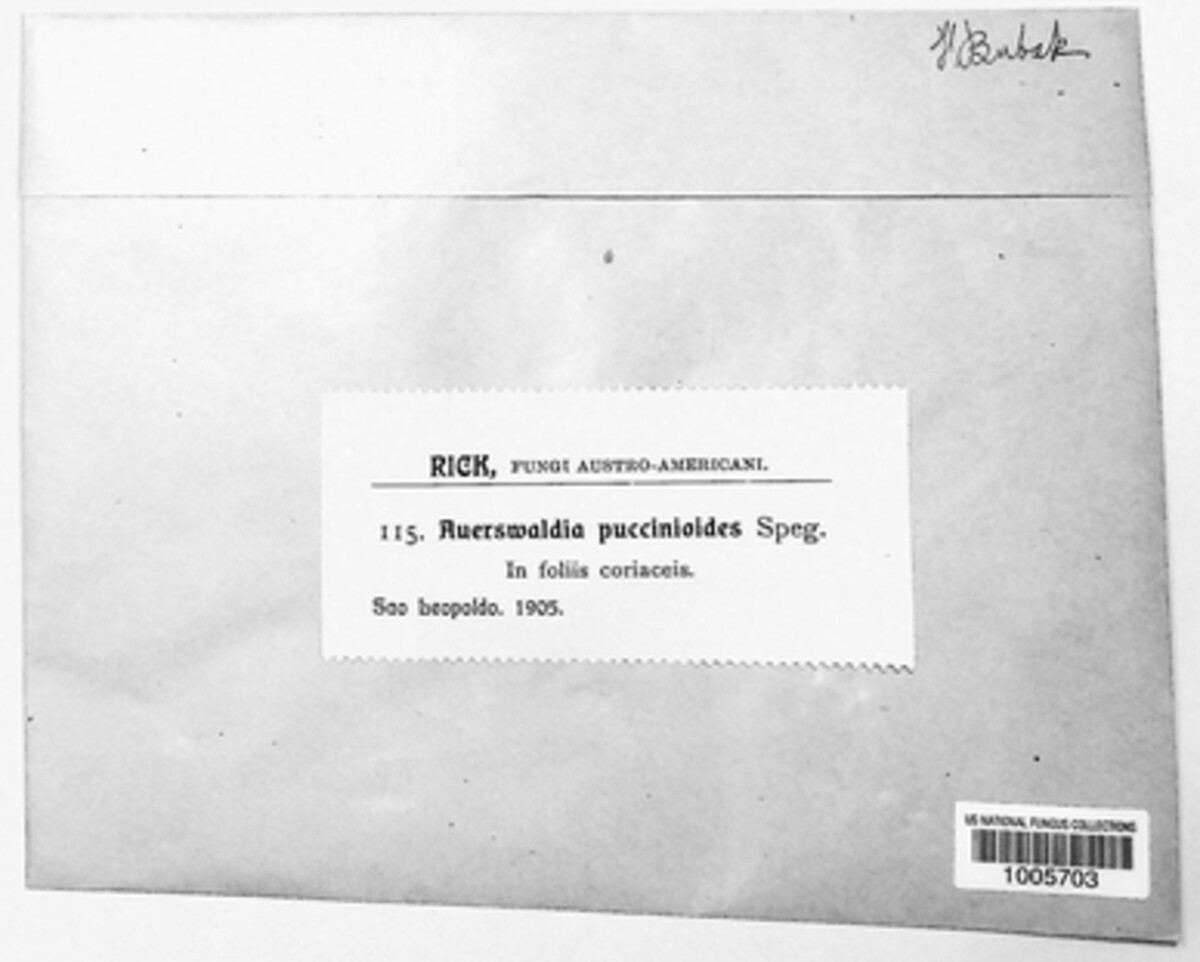 Bubak
RICK, FUNGI AUSTRO-AMERICANI.
115. Auerswaldia puccinioides Speg.
In foliis coriaceis.
Sao Leopoldo. 1905.
US NATIONAL FUNGUS COLLECTIONS
1005703